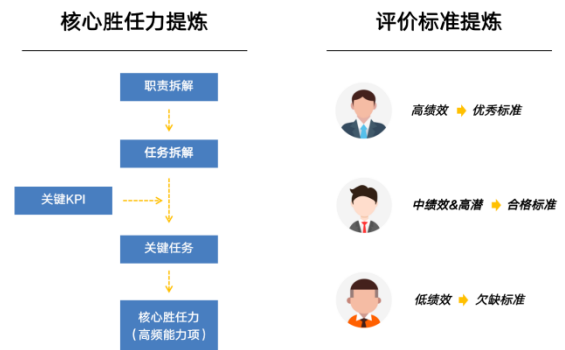 核心胜任力提炼
职责拆解
任务拆解
关键KPI
关键任务
核心胜任力
（高频能力项）
评价标准提炼
高绩效 优秀标准
中绩效&高潜 合格标准
低绩效 欠缺标准